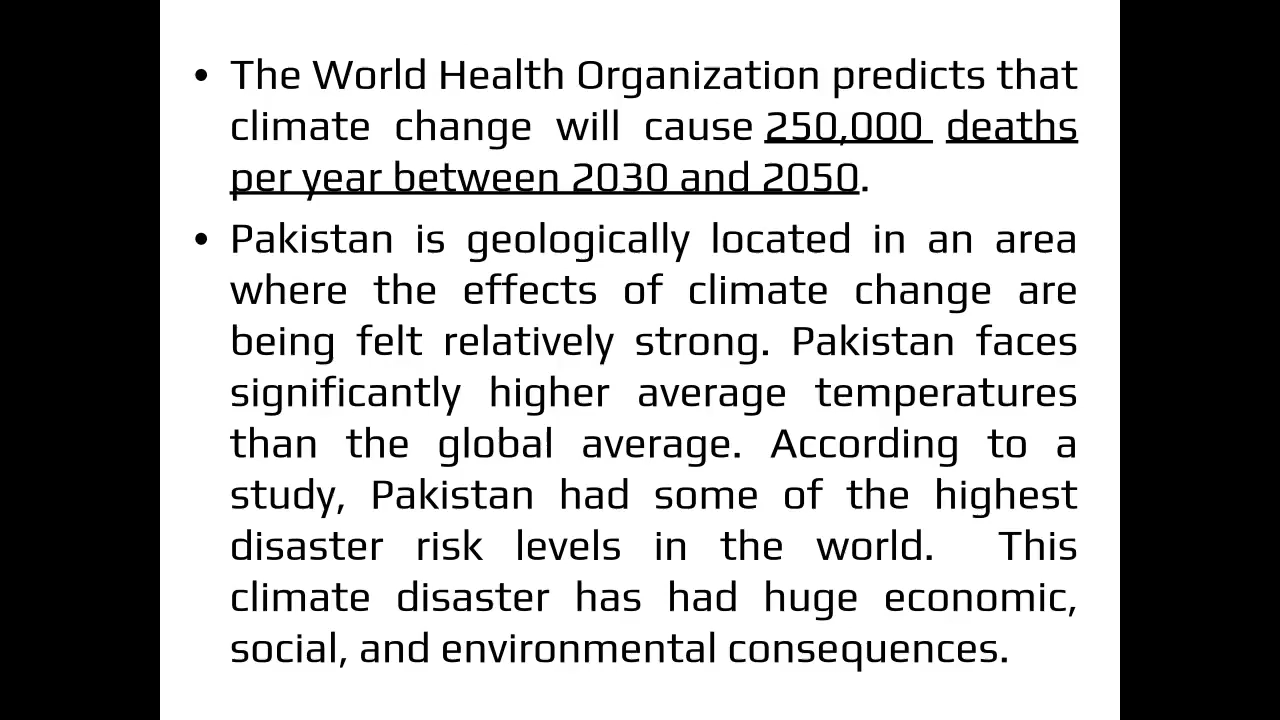 • The World Health Organization predicts that
climate change will cause 250,000 deaths
per year between 2030 and 2050.
• Pakistan is geologically located in an area
where the effects of climate change are
being felt relatively strong. Pakistan faces
significantly higher average temperatures
than the global average. According to a
study, Pakistan had some of the highest
disaster risk levels in the world. This
climate disaster has had huge economic,
social, and environmental consequences.